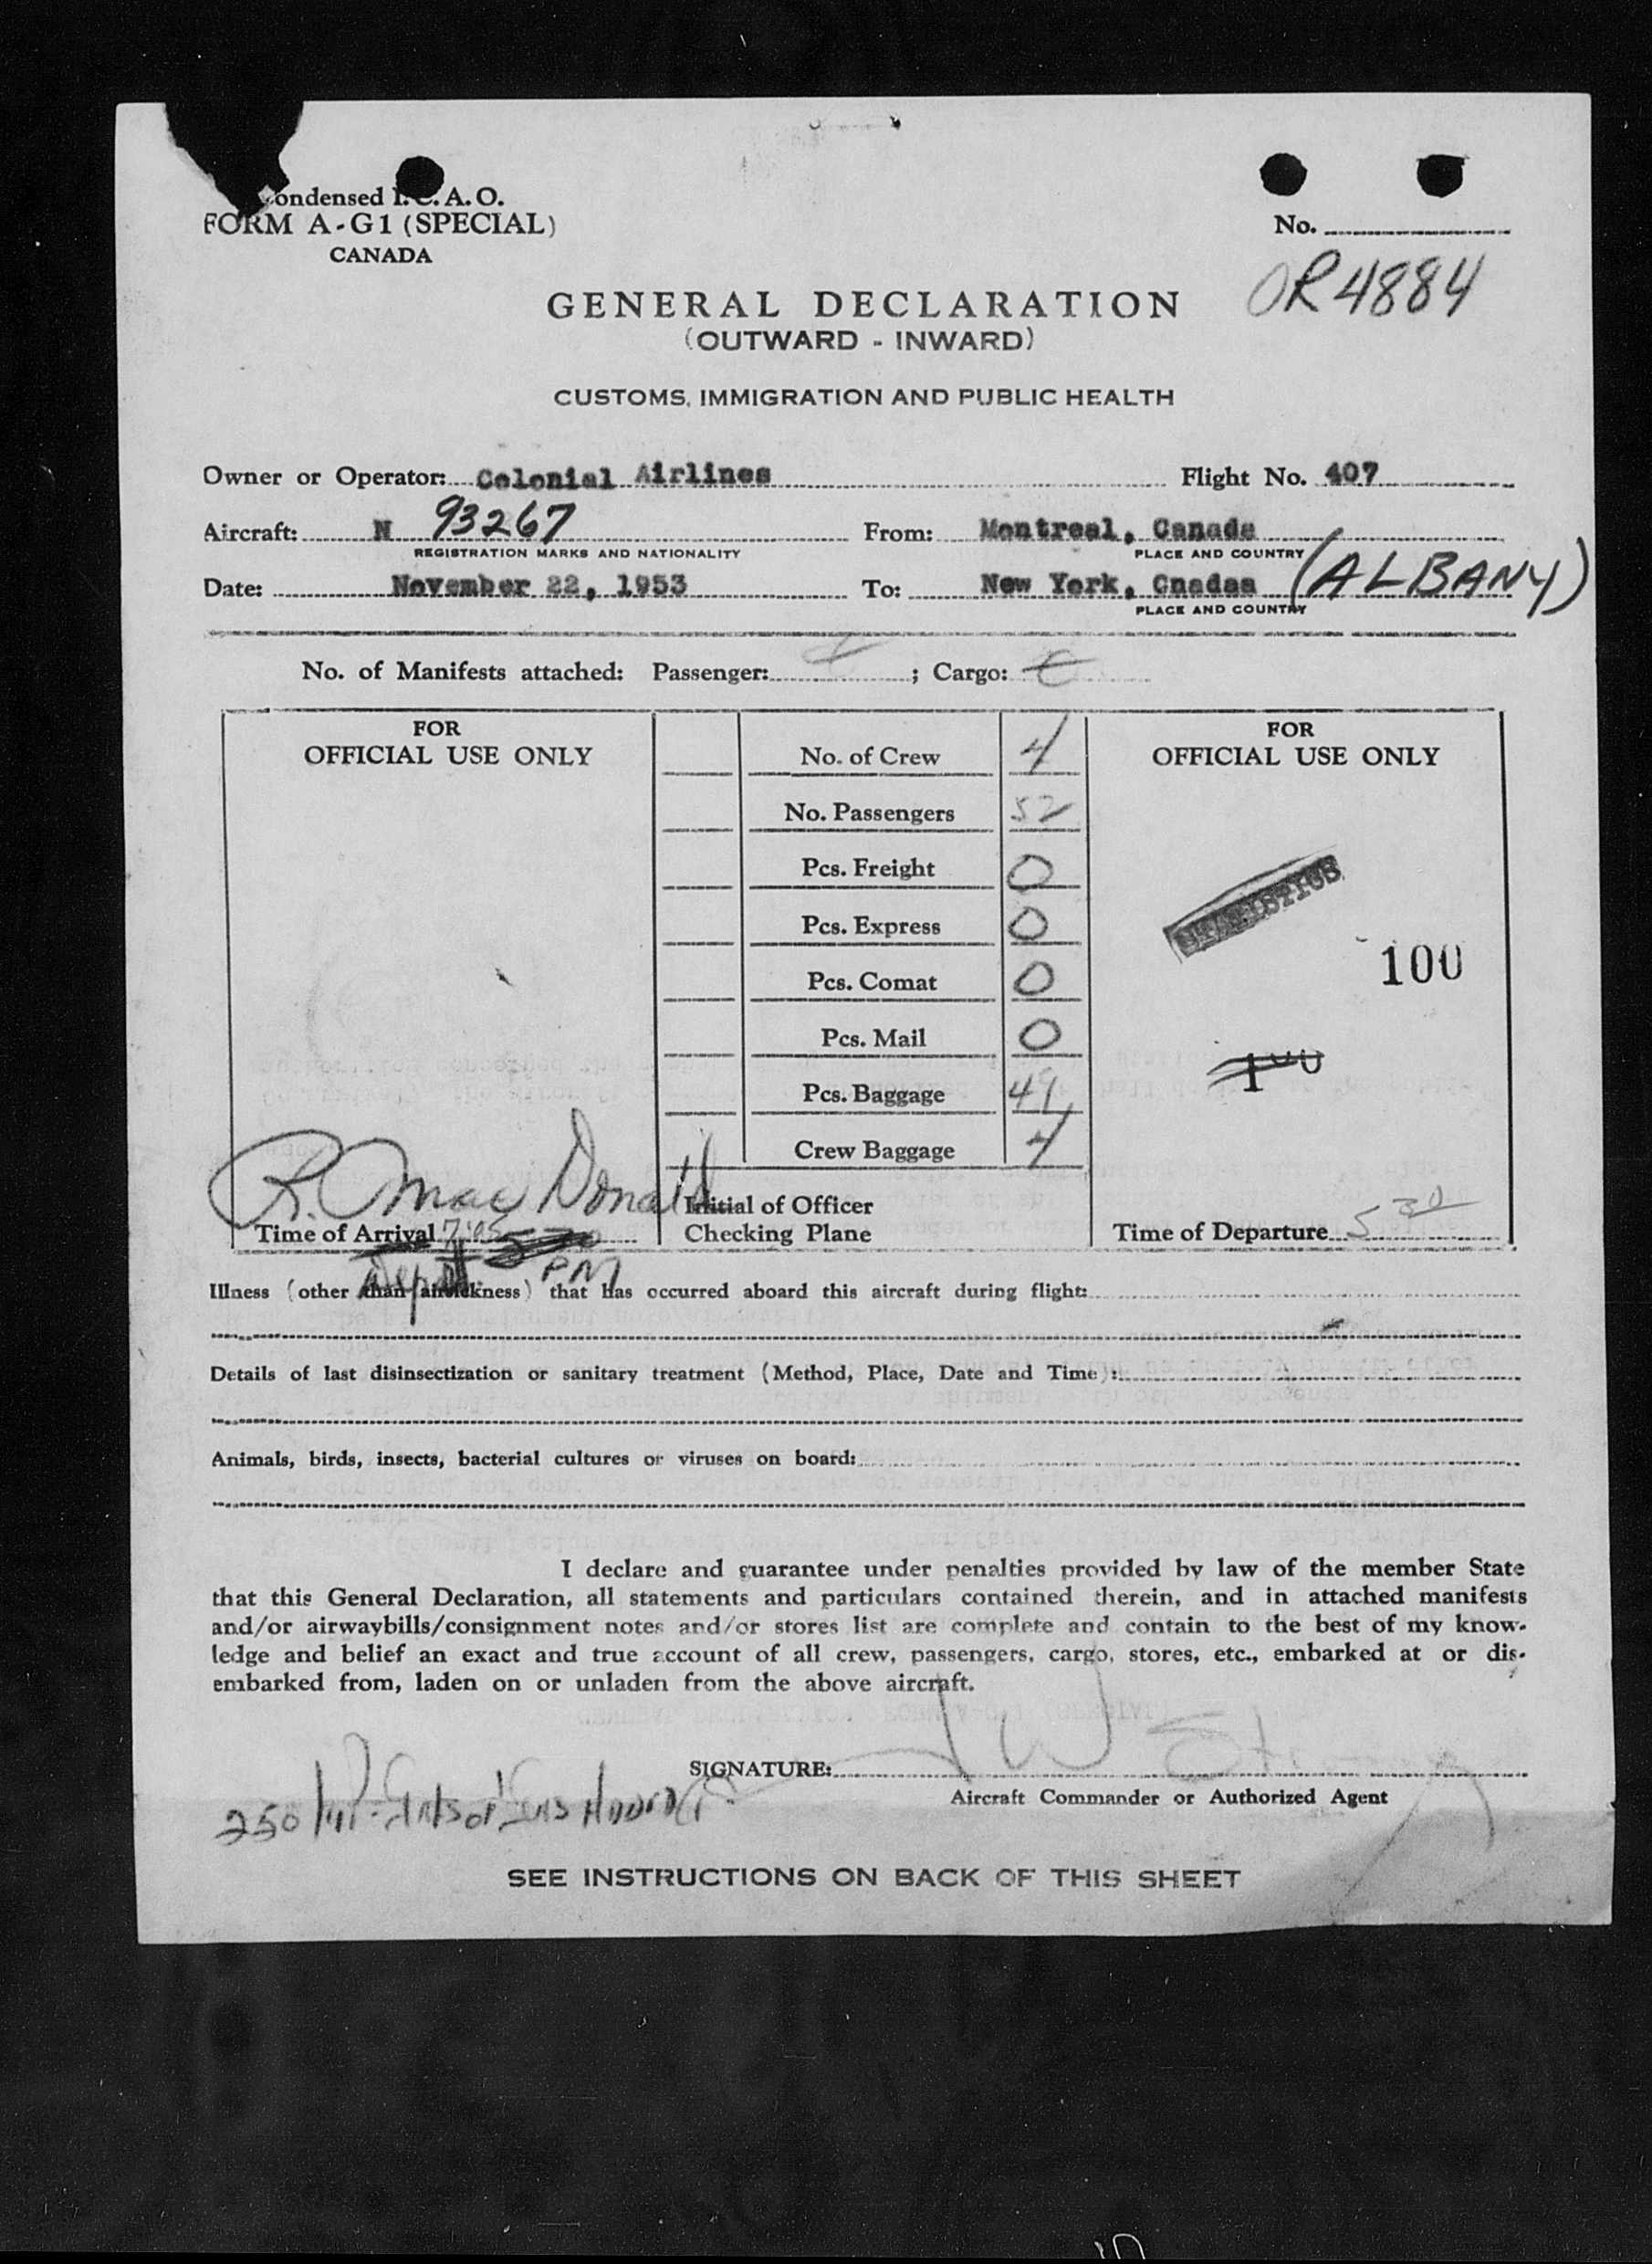 ondensed I.C.A.O.
FORM A-G1 (SPECIAL)
CANADA
No.
OR4884
GENERAL DECLARATION
(OUTWARD - INWARD)
CUSTOMS, IMMIGRATION AND PUBLIC HEALTH
Owner or Operator: Colonial Airlines Flight No. 407
Aircraft: N 93267 From: Montreal, Canada
REGISTRATION MARKS AND NATIONALITY PLACE AND COUNTRY
Date: November 22, 1953 To: New York, Cnadaa (ALBANY)
PLACE AND COUNTRY
No. of Manifests attached: Passenger: ; Cargo:
FOR
OFFICIAL USE ONLY
No. of Crew 4
No. Passengers 52
Pcs. Freight 0
Pcs. Express 0
Pcs. Comat 0
Pcs. Mail 0
Pcs. Baggage 41
Crew Baggage 4
FOR
OFFICIAL USE ONLY
STATISTICS
100
100
R. MacDonald
Initial of Officer
Checking Plane
Time of Arrival 7:05
Dept. PM
Time of Departure 5 30
Illness (other than airsickness) that has occurred aboard this aircraft during flight:
Details of last disinsectization or sanitary treatment (Method, Place, Date and Time):
Animals, birds, insects, bacterial cultures or viruses on board:
I declare and guarantee under penalties provided by law of the member State
that this General Declaration, all statements and particulars contained therein, and in attached manifests
and/or airwaybills/consignment notes and/or stores list are complete and contain to the best of my know-
ledge and belief an exact and true account of all crew, passengers, cargo, stores, etc., embarked at or dis-
embarked from, laden on or unladen from the above aircraft.
SIGNATURE:
Aircraft Commander or Authorized Agent
SEE INSTRUCTIONS ON BACK OF THIS SHEET